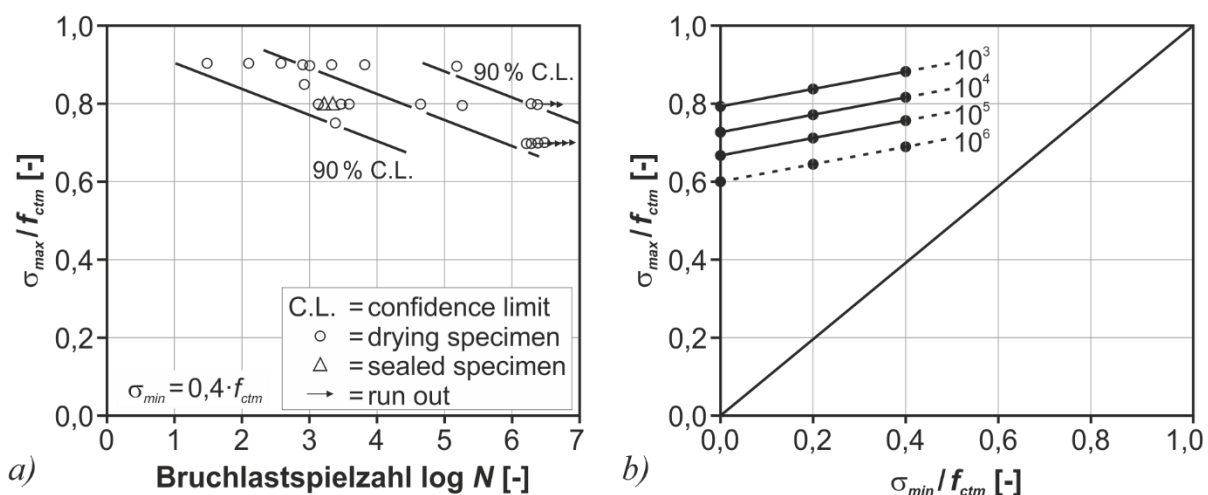 1,0
0,8
0,6
0,4
0,2
0,0
σmax / fctm [-]
90 % C.L.
90 % C.L.
C.L. = confidence limit
○ = drying specimen
△ = sealed specimen
→ = run out
σmin = 0,4·fctm
0 1 2 3 4 5 6 7
a) Bruchlastspielzahl log N [-]
1,0
0,8
0,6
0,4
0,2
0,0
σmax / fctm [-]
10³
10⁴
10⁵
10⁶
0,0 0,2 0,4 0,6 0,8 1,0
b) σmin / fctm [-]